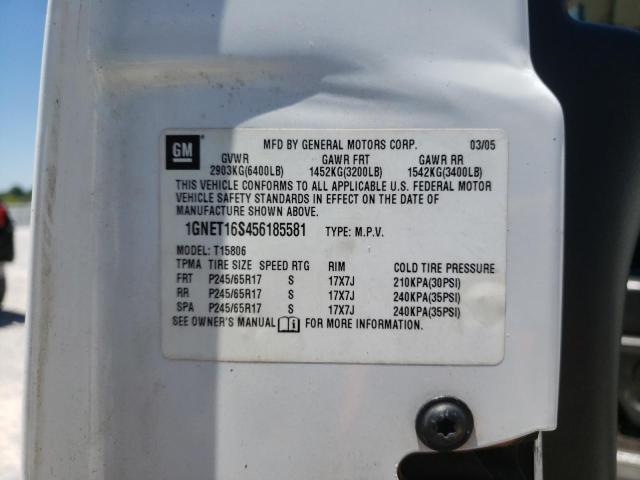 GM
MFD BY GENERAL MOTORS CORP. 03/05
GVWR GAWR FRT GAWR RR
2903KG(6400LB) 1452KG(3200LB) 1542KG(3400LB)
THIS VEHICLE CONFORMS TO ALL APPLICABLE U.S. FEDERAL MOTOR
VEHICLE SAFETY STANDARDS IN EFFECT ON THE DATE OF
MANUFACTURE SHOWN ABOVE.
1GNET16S456185581 TYPE: M.P.V.
MODEL: T15806
TPMA TIRE SIZE SPEED RTG RIM COLD TIRE PRESSURE
FRT P245/65R17 S 17X7J 210KPA(30PSI)
RR P245/65R17 S 17X7J 240KPA(35PSI)
SPA P245/65R17 S 17X7J 240KPA(35PSI)
SEE OWNER'S MANUAL FOR MORE INFORMATION.